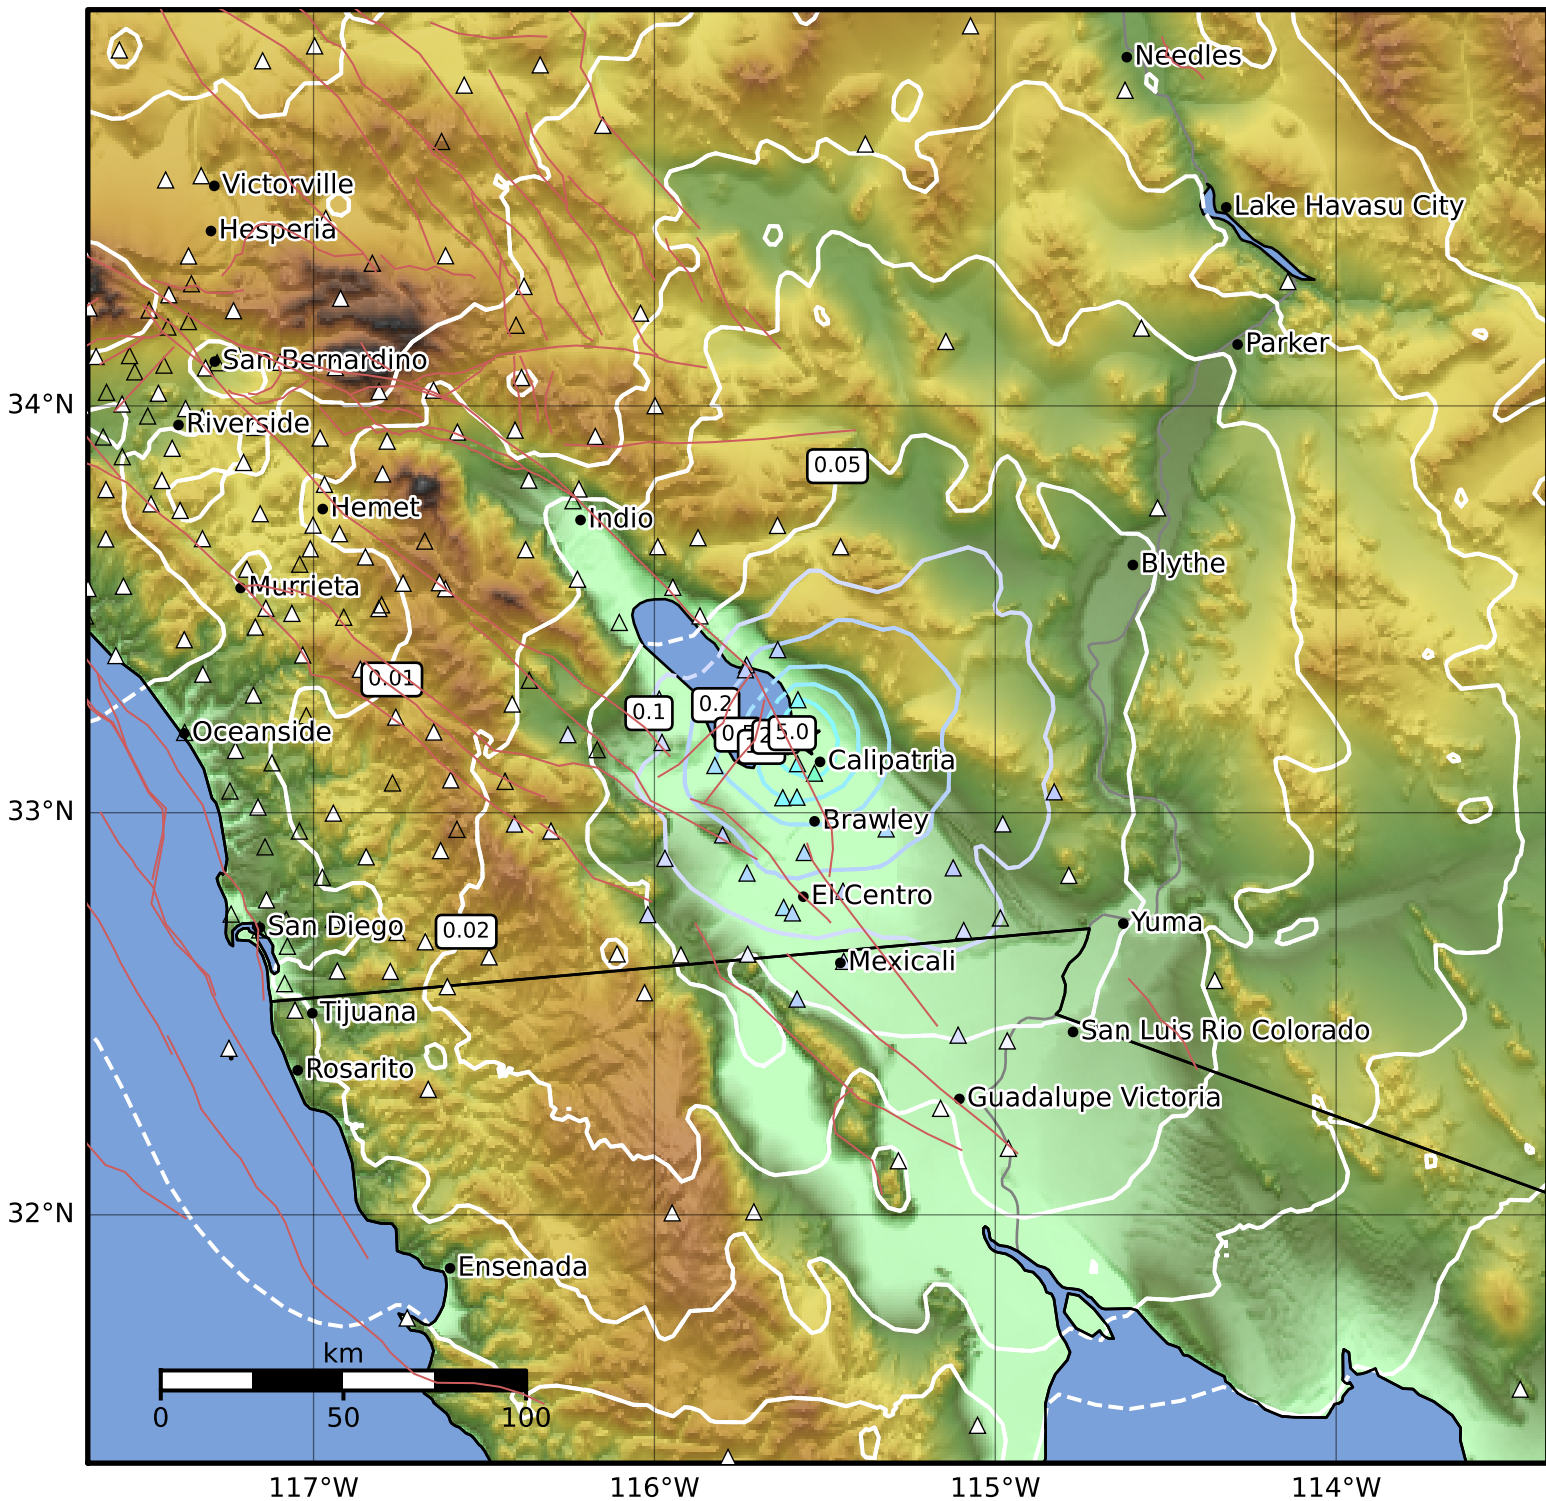 Needles
Victorville
Lake Havasu City
Hesperia
Parker
San Bernardino
34°N
Riverside
0.05
Hemet
Indio
Blythe
Murrieta
0.01
0.2
0.1
Oceanside
5.0
Calipatria
33°N
Brawley
El Centro
San Diego
0.02
Yuma
Mexicali
Tijuana
San Luis Rio Colorado
Rosarito
Guadalupe Victoria
32°N
Ensenada
km
0 50 100
117°W 116°W 115°W 114°W